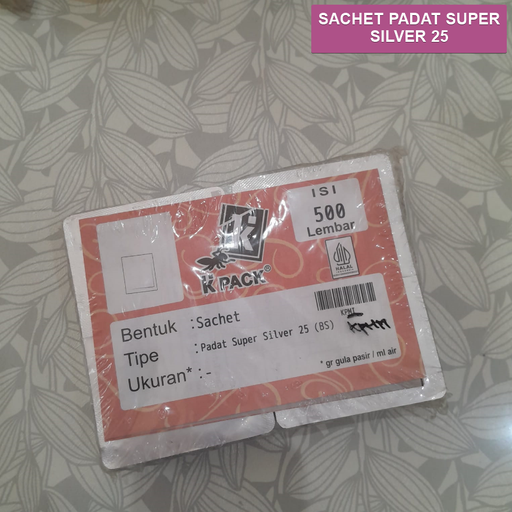 SACHET PADAT SUPER
SILVER 25
ISI
500
Lembar
K
K PACK®
HALAL
Bentuk : Sachet
KPMT
Tipe : Padat Super Silver 25 (BS)
Ukuran* : -
* gr gula pasir / ml air